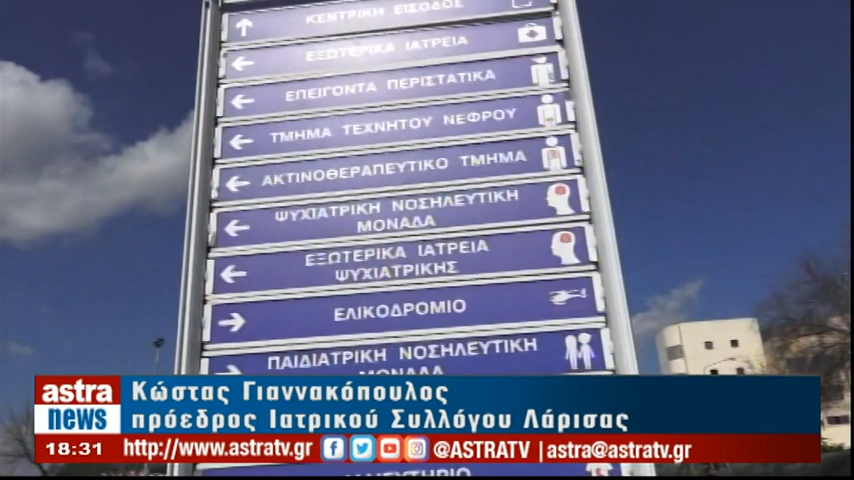 ΚΕΝΤΡΙΚΗ ΕΙΣΟΔΟΣ
ΕΞΩΤΕΡΙΚΑ ΙΑΤΡΕΙΑ
ΕΠΕΙΓΟΝΤΑ ΠΕΡΙΣΤΑΤΙΚΑ
ΤΜΗΜΑ ΤΕΧΝΗΤΟΥ ΝΕΦΡΟΥ
ΑΚΤΙΝΟΘΕΡΑΠΕΥΤΙΚΟ ΤΜΗΜΑ
ΨΥΧΙΑΤΡΙΚΗ ΝΟΣΗΛΕΥΤΙΚΗ
ΜΟΝΑΔΑ
ΕΞΩΤΕΡΙΚΑ ΙΑΤΡΕΙΑ
ΨΥΧΙΑΤΡΙΚΗΣ
ΕΛΙΚΟΔΡΟΜΙΟ
ΠΑΙΔΙΑΤΡΙΚΗ ΝΟΣΗΛΕΥΤΙΚΗ
ΜΟΝΑΔΑ
astra
news
Κώστας Γιαννακόπουλος
πρόεδρος Ιατρικού Συλλόγου Λάρισας
18:31 http://www.astratv.gr @ASTRATV | astra@astratv.gr